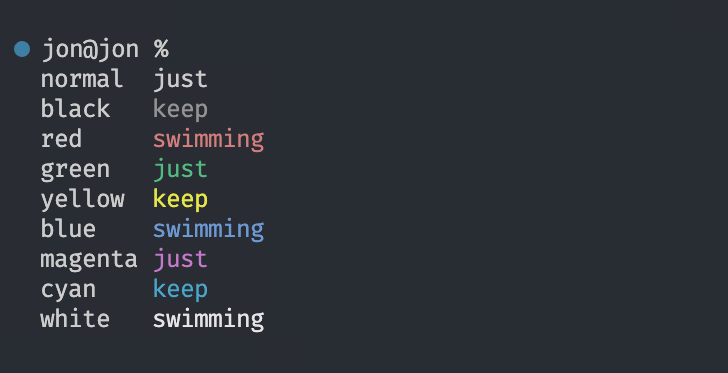 jon@jon %
normal just
black keep
red swimming
green just
yellow keep
blue swimming
magenta just
cyan keep
white swimming